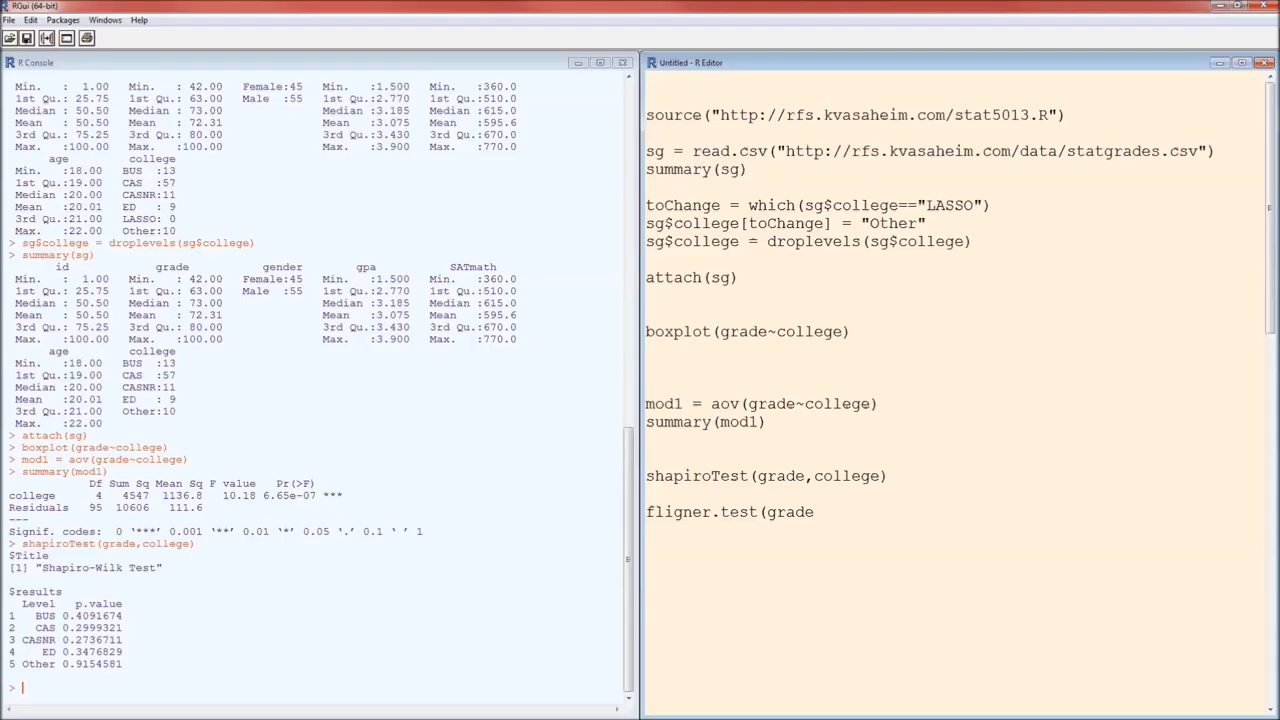 RGui (64-bit)
File Edit Packages Windows Help
R Console
Min. : 1.00 Min. : 42.00 Female:45 Min. :1.500 Min. :360.0
1st Qu.: 25.75 1st Qu.: 63.00 Male :55 1st Qu.:2.770 1st Qu.:510.0
Median : 50.50 Median : 73.00 Median :3.185 Median :615.0
Mean : 50.50 Mean : 72.31 Mean :3.075 Mean :595.6
3rd Qu.: 75.25 3rd Qu.: 80.00 3rd Qu.:3.430 3rd Qu.:670.0
Max. :100.00 Max. :100.00 Max. :3.900 Max. :770.0
age college
Min. :18.00 BUS :13
1st Qu.:19.00 CAS :57
Median :20.00 CASNR:11
Mean :20.01 ED : 9
3rd Qu.:21.00 LASSO: 0
Max. :22.00 Other:10
> sg$college = droplevels(sg$college)
> summary(sg)
id grade gender gpa SATmath
Min. : 1.00 Min. : 42.00 Female:45 Min. :1.500 Min. :360.0
1st Qu.: 25.75 1st Qu.: 63.00 Male :55 1st Qu.:2.770 1st Qu.:510.0
Median : 50.50 Median : 73.00 Median :3.185 Median :615.0
Mean : 50.50 Mean : 72.31 Mean :3.075 Mean :595.6
3rd Qu.: 75.25 3rd Qu.: 80.00 3rd Qu.:3.430 3rd Qu.:670.0
Max. :100.00 Max. :100.00 Max. :3.900 Max. :770.0
age college
Min. :18.00 BUS :13
1st Qu.:19.00 CAS :57
Median :20.00 CASNR:11
Mean :20.01 ED : 9
3rd Qu.:21.00 Other:10
Max. :22.00
> attach(sg)
> boxplot(grade~college)
> mod1 = aov(grade~college)
> summary(mod1)
Df Sum Sq Mean Sq F value Pr(>F)
college 4 4547 1136.8 10.18 6.65e-07 ***
Residuals 95 10606 111.6
---
Signif. codes: 0 ‘***’ 0.001 ‘**’ 0.01 ‘*’ 0.05 ‘.’ 0.1 ‘ ’ 1
> shapiroTest(grade,college)
$Title
[1] "Shapiro-Wilk Test"
$results
Level p.value
1 BUS 0.4091674
2 CAS 0.2999321
3 CASNR 0.2736711
4 ED 0.3476829
5 Other 0.9154581
>
Untitled - R Editor
source("http://rfs.kvasaheim.com/stat5013.R")
sg = read.csv("http://rfs.kvasaheim.com/data/statgrades.csv")
summary(sg)
toChange = which(sg$college=="LASSO")
sg$college[toChange] = "Other"
sg$college = droplevels(sg$college)
attach(sg)
boxplot(grade~college)
mod1 = aov(grade~college)
summary(mod1)
shapiroTest(grade,college)
fligner.test(grade